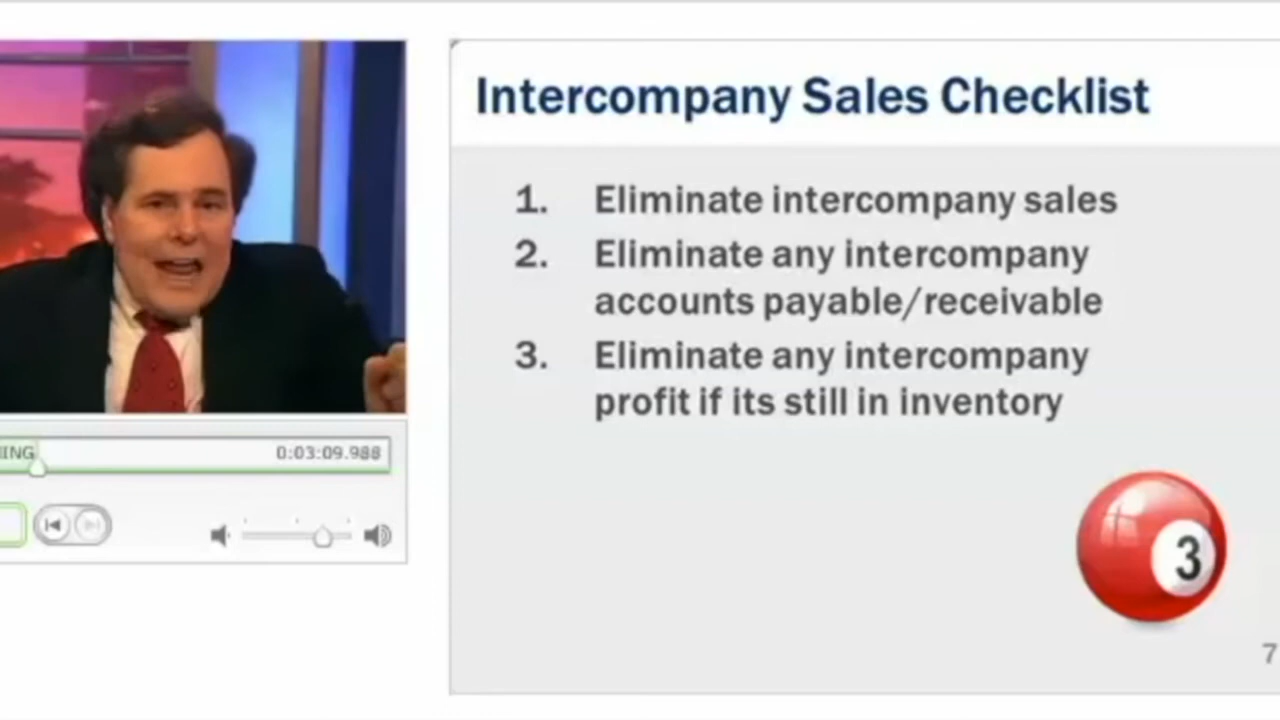 Intercompany Sales Checklist
1. Eliminate intercompany sales
2. Eliminate any intercompany
accounts payable/receivable
3. Eliminate any intercompany
profit if its still in inventory
ING
0:03:09.988
3
7